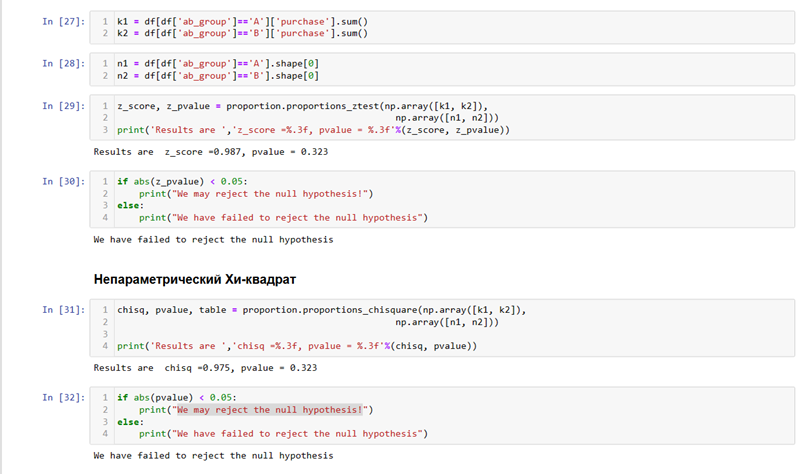 In [27]:
1 k1 = df[df['ab_group']=='A']['purchase'].sum()
2 k2 = df[df['ab_group']=='B']['purchase'].sum()
In [28]:
1 n1 = df[df['ab_group']=='A'].shape[0]
2 n2 = df[df['ab_group']=='B'].shape[0]
In [29]:
1 z_score, z_pvalue = proportion.proportions_ztest(np.array([k1, k2]),
2                                                  np.array([n1, n2]))
3 print('Results are ','z_score =%.3f, pvalue = %.3f'%(z_score, z_pvalue))
Results are  z_score =0.987, pvalue = 0.323
In [30]:
1 if abs(z_pvalue) < 0.05:
2     print("We may reject the null hypothesis!")
3 else:
4     print("We have failed to reject the null hypothesis")
We have failed to reject the null hypothesis
Непараметрический Хи-квадрат
In [31]:
1 chisq, pvalue, table = proportion.proportions_chisquare(np.array([k1, k2]),
2                                                  np.array([n1, n2]))
3
4 print('Results are ','chisq =%.3f, pvalue = %.3f'%(chisq, pvalue))
Results are  chisq =0.975, pvalue = 0.323
In [32]:
1 if abs(pvalue) < 0.05:
2     print("We may reject the null hypothesis!")
3 else:
4     print("We have failed to reject the null hypothesis")
We have failed to reject the null hypothesis